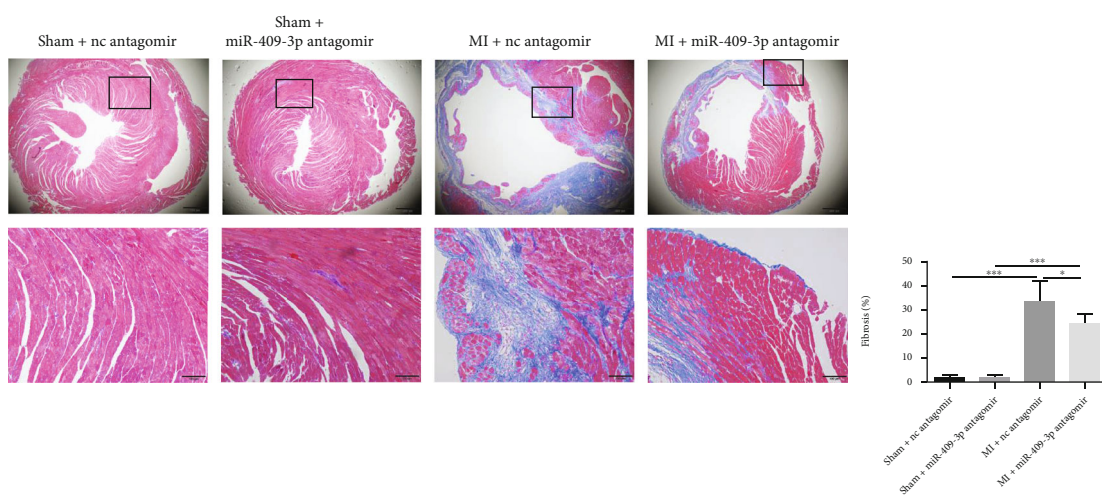 Sham + nc antagomir
Sham +
miR-409-3p antagomir
MI + nc antagomir
MI + miR-409-3p antagomir
Fibrosis (%)
50
40
30
20
10
0
***
***
*
Sham + nc antagomir
Sham + miR-409-3p antagomir
MI + nc antagomir
MI + miR-409-3p antagomir